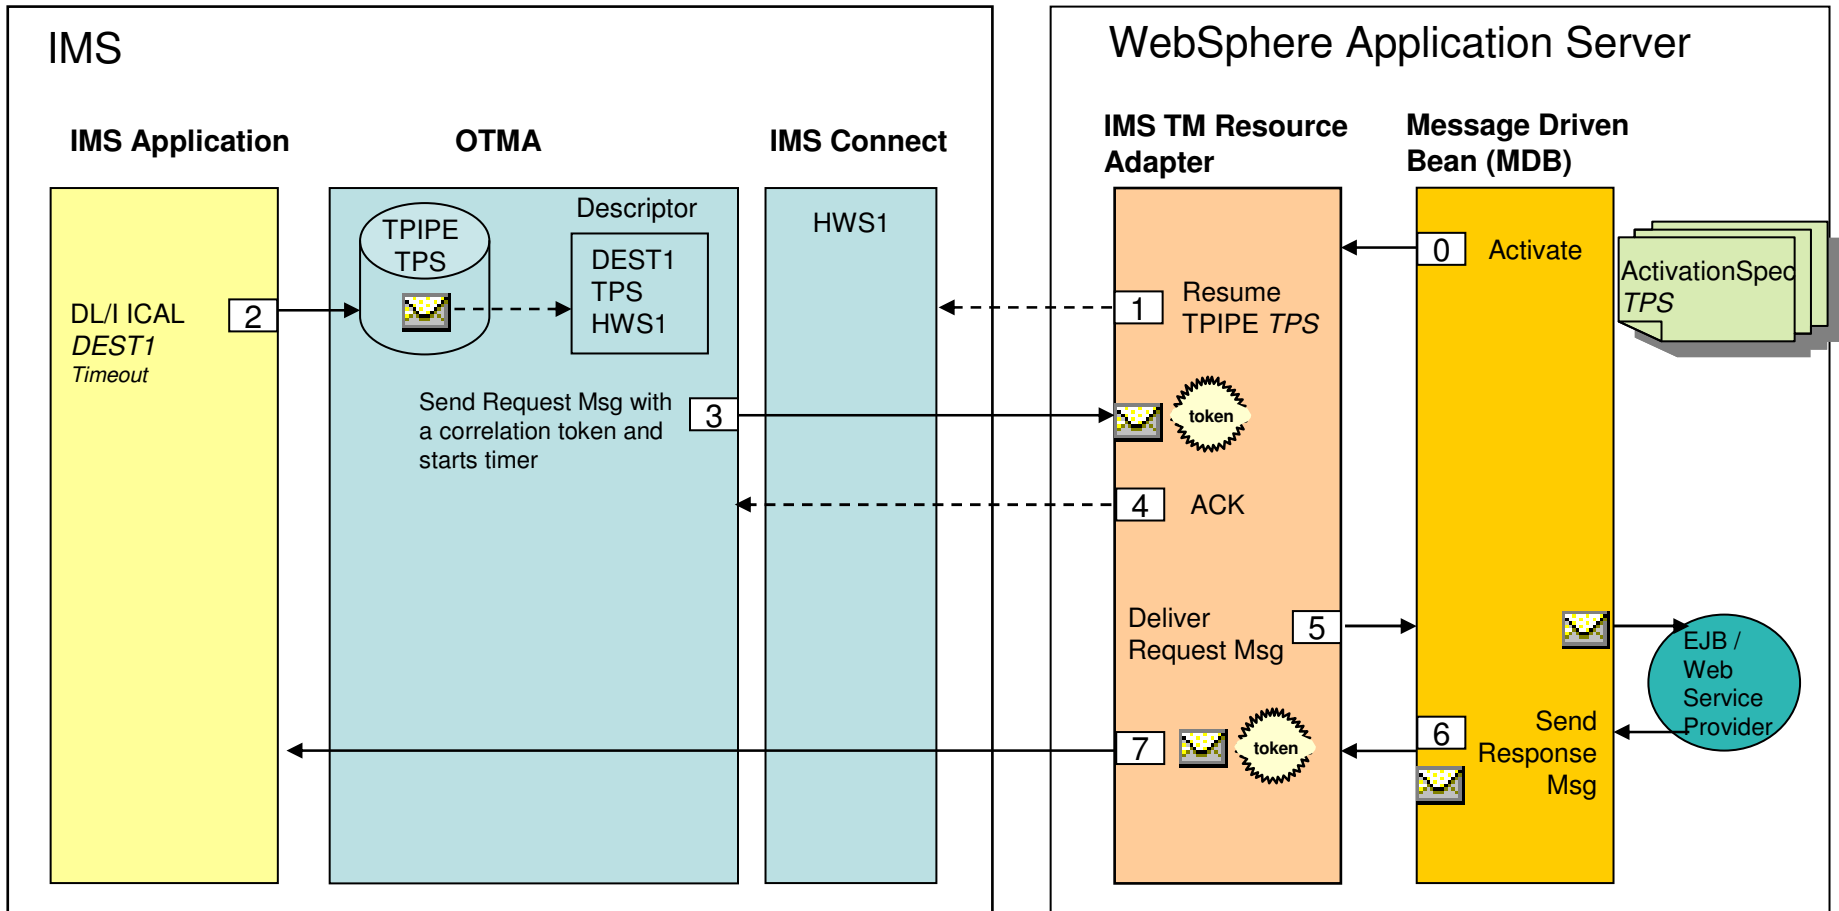 IMS
WebSphere Application Server
IMS Application
OTMA
IMS Connect
IMS TM Resource
Adapter
Message Driven
Bean (MDB)
TPIPE
TPS
Descriptor
DEST1
TPS
HWS1
HWS1
0
Activate
ActivationSpec
TPS
1
Resume
TPIPE TPS
DL/I ICAL
DEST1
Timeout
2
Send Request Msg with
a correlation token and
starts timer
3
token
4
ACK
Deliver
Request Msg
5
EJB /
Web
Service
Provider
6
Send
Response
Msg
7
token